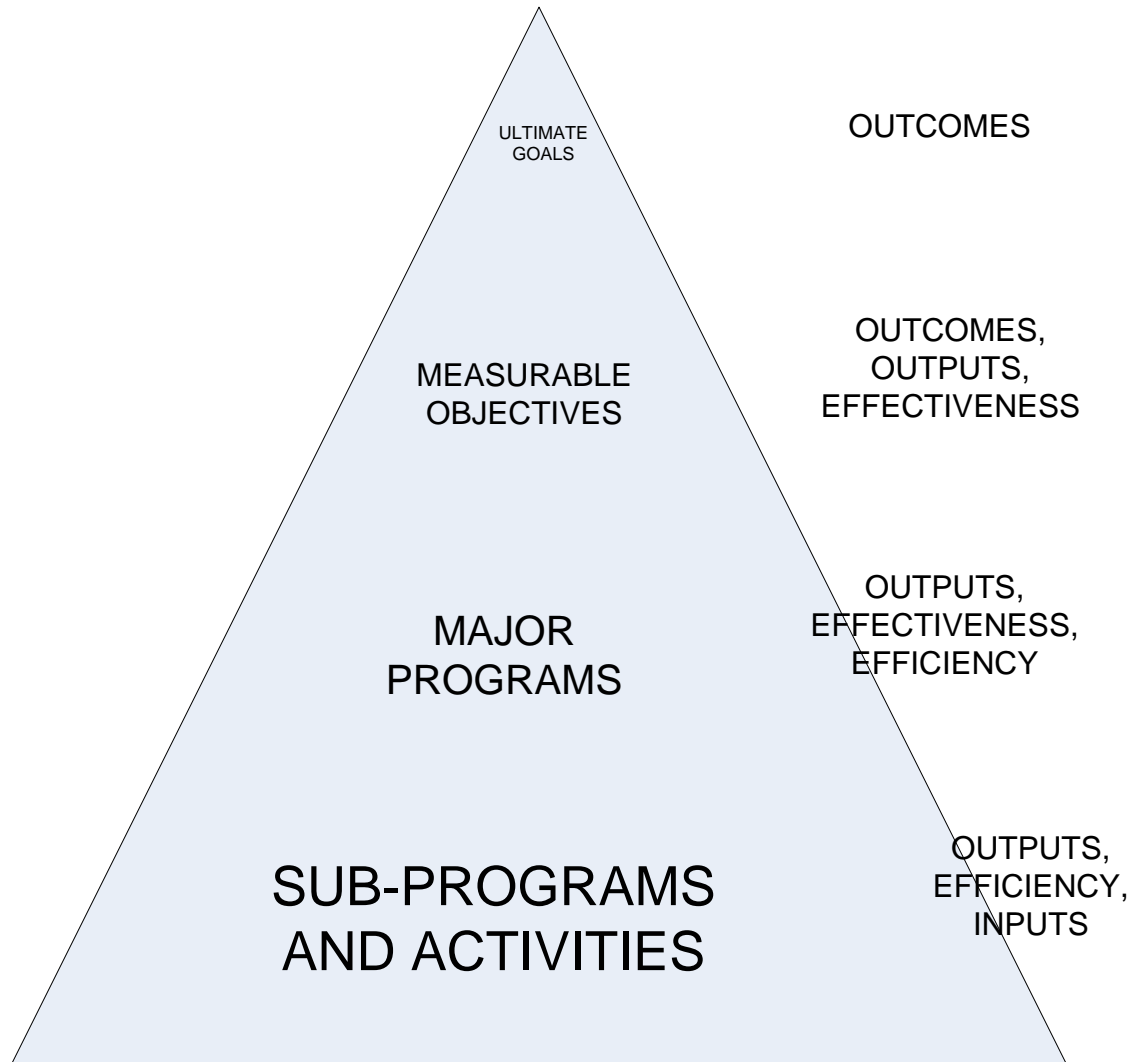 ULTIMATE
GOALS
OUTCOMES
MEASURABLE
OBJECTIVES
OUTCOMES,
OUTPUTS,
EFFECTIVENESS
MAJOR
PROGRAMS
OUTPUTS,
EFFECTIVENESS,
EFFICIENCY
SUB-PROGRAMS
AND ACTIVITIES
OUTPUTS,
EFFICIENCY,
INPUTS